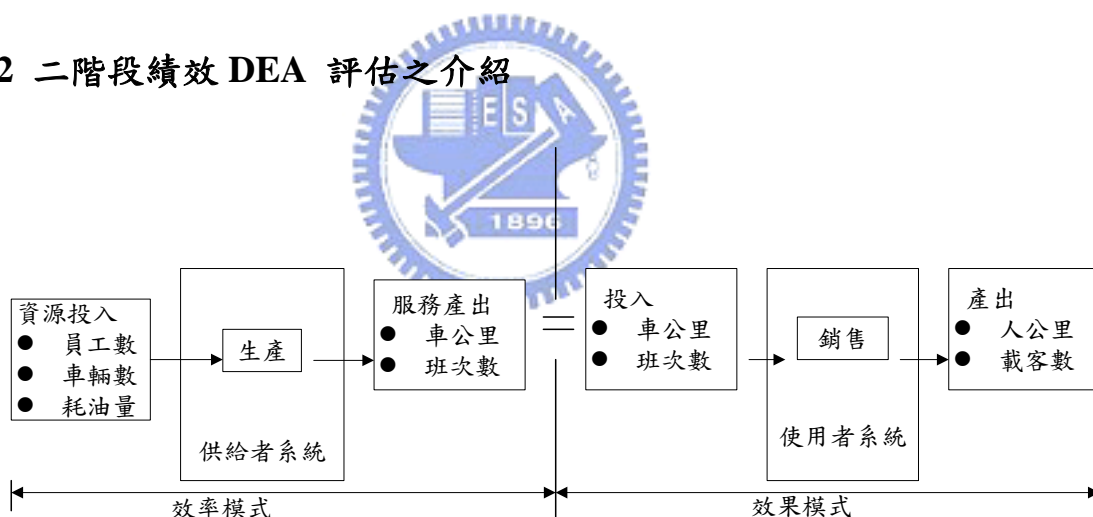 2 二階段績效 DEA 評估之介紹
ESA
1896
資源投入
● 員工數
● 車輛數
● 耗油量
生產
供給者系統
服務產出
● 車公里
● 班次數
=
投入
● 車公里
● 班次數
銷售
使用者系統
產出
● 人公里
● 載客數
效率模式
效果模式